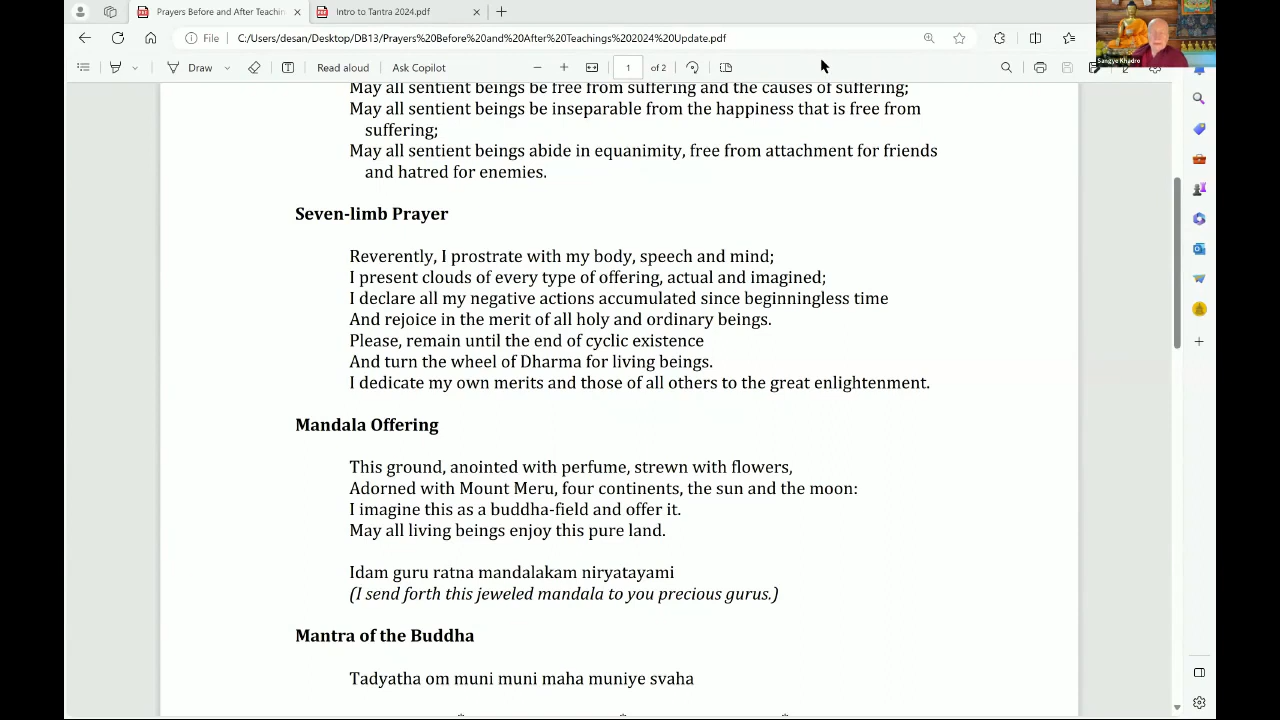 Prayers Before and After Teachin
Intro to Tantra 2024.pdf
File
C:/Users/desan/Desktop/DB13/Pra
and%20After%20Teachings%202024%20Update.pdf
Draw
Read aloud
1
of 2
Sangye Khadro
May all sentient beings be free from suffering and the causes of suffering;
May all sentient beings be inseparable from the happiness that is free from
suffering;
May all sentient beings abide in equanimity, free from attachment for friends
and hatred for enemies.
Seven-limb Prayer
Reverently, I prostrate with my body, speech and mind;
I present clouds of every type of offering, actual and imagined;
I declare all my negative actions accumulated since beginningless time
And rejoice in the merit of all holy and ordinary beings.
Please, remain until the end of cyclic existence
And turn the wheel of Dharma for living beings.
I dedicate my own merits and those of all others to the great enlightenment.
Mandala Offering
This ground, anointed with perfume, strewn with flowers,
Adorned with Mount Meru, four continents, the sun and the moon:
I imagine this as a buddha-field and offer it.
May all living beings enjoy this pure land.
Idam guru ratna mandalakam niryatayami
(I send forth this jeweled mandala to you precious gurus.)
Mantra of the Buddha
Tadyatha om muni muni maha muniye svaha
* * *